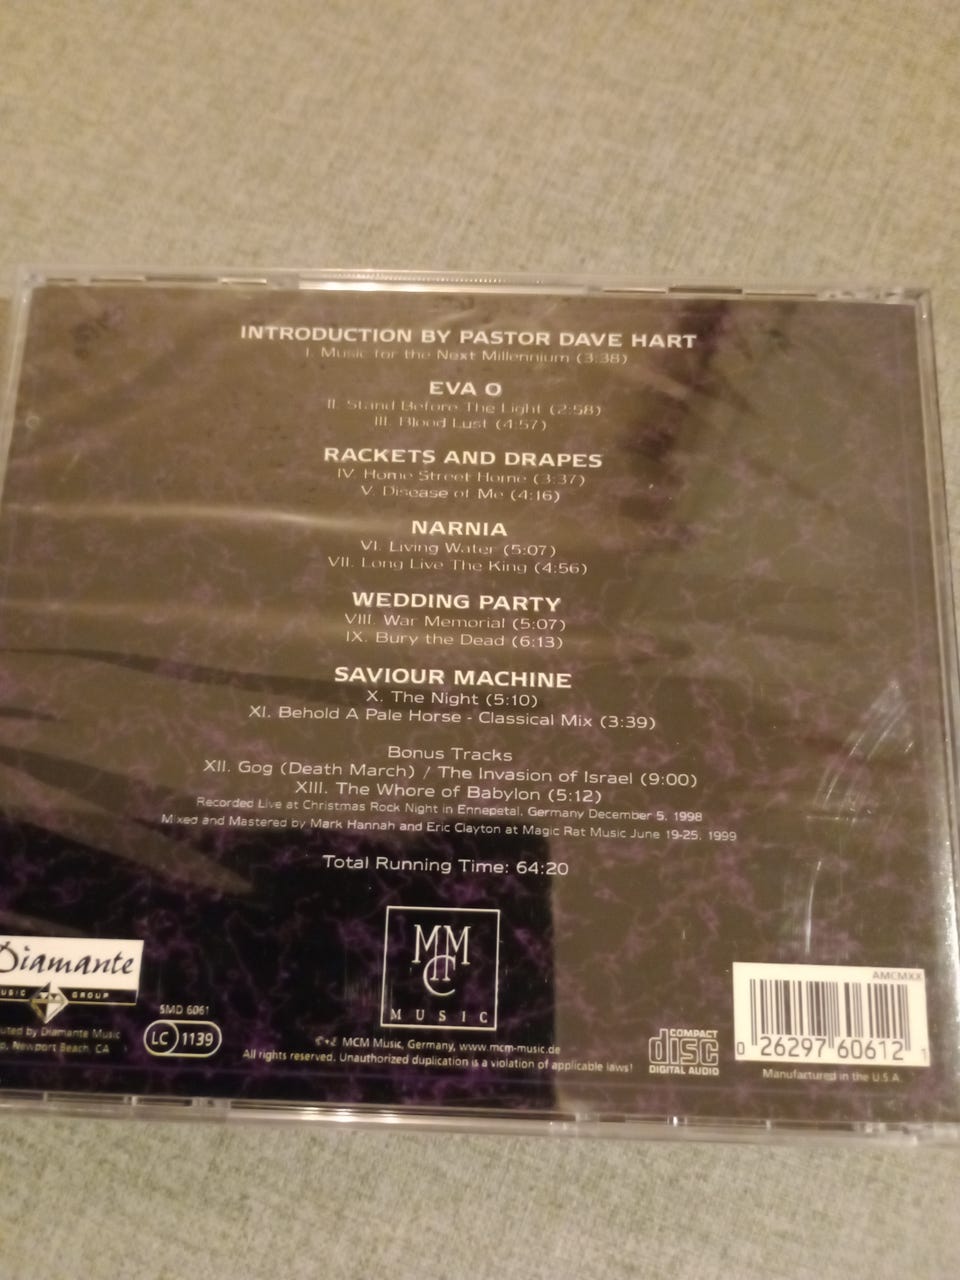 INTRODUCTION BY PASTOR DAVE HART
I. Music for the Next Millennium (3:38)
EVA O
II. Stand Before The Light (2:58)
III. Blood Lust (4:57)
RACKETS AND DRAPES
IV. Home Street Home (3:37)
V. Disease of Me (4:16)
NARNIA
VI. Living Water (5:07)
VII. Long Live The King (4:56)
WEDDING PARTY
VIII. War Memorial (5:07)
IX. Bury the Dead (6:13)
SAVIOUR MACHINE
X. The Night (5:10)
XI. Behold A Pale Horse - Classical Mix (3:39)
Bonus Tracks
XII. Gog (Death March) / The Invasion of Israel (9:00)
XIII. The Whore of Babylon (5:12)
Recorded Live at Christmas Rock Night in Ennepetal, Germany December 5, 1998
Mixed and Mastered by Mark Hannah and Eric Clayton at Magic Rat Music June 19-25, 1999
Total Running Time: 64:20
MCM
MUSIC
Diamante
GROUP
by Diamante Music
Newport Beach, CA
SMD 6061
LC 1139
MCM Music, Germany, www.mcm-music.de
All rights reserved. Unauthorized duplication is a violation of applicable laws!
COMPACT
disc
DIGITAL AUDIO
AMCMXX
0 26297 60612 1
Manufactured in the U.S.A.